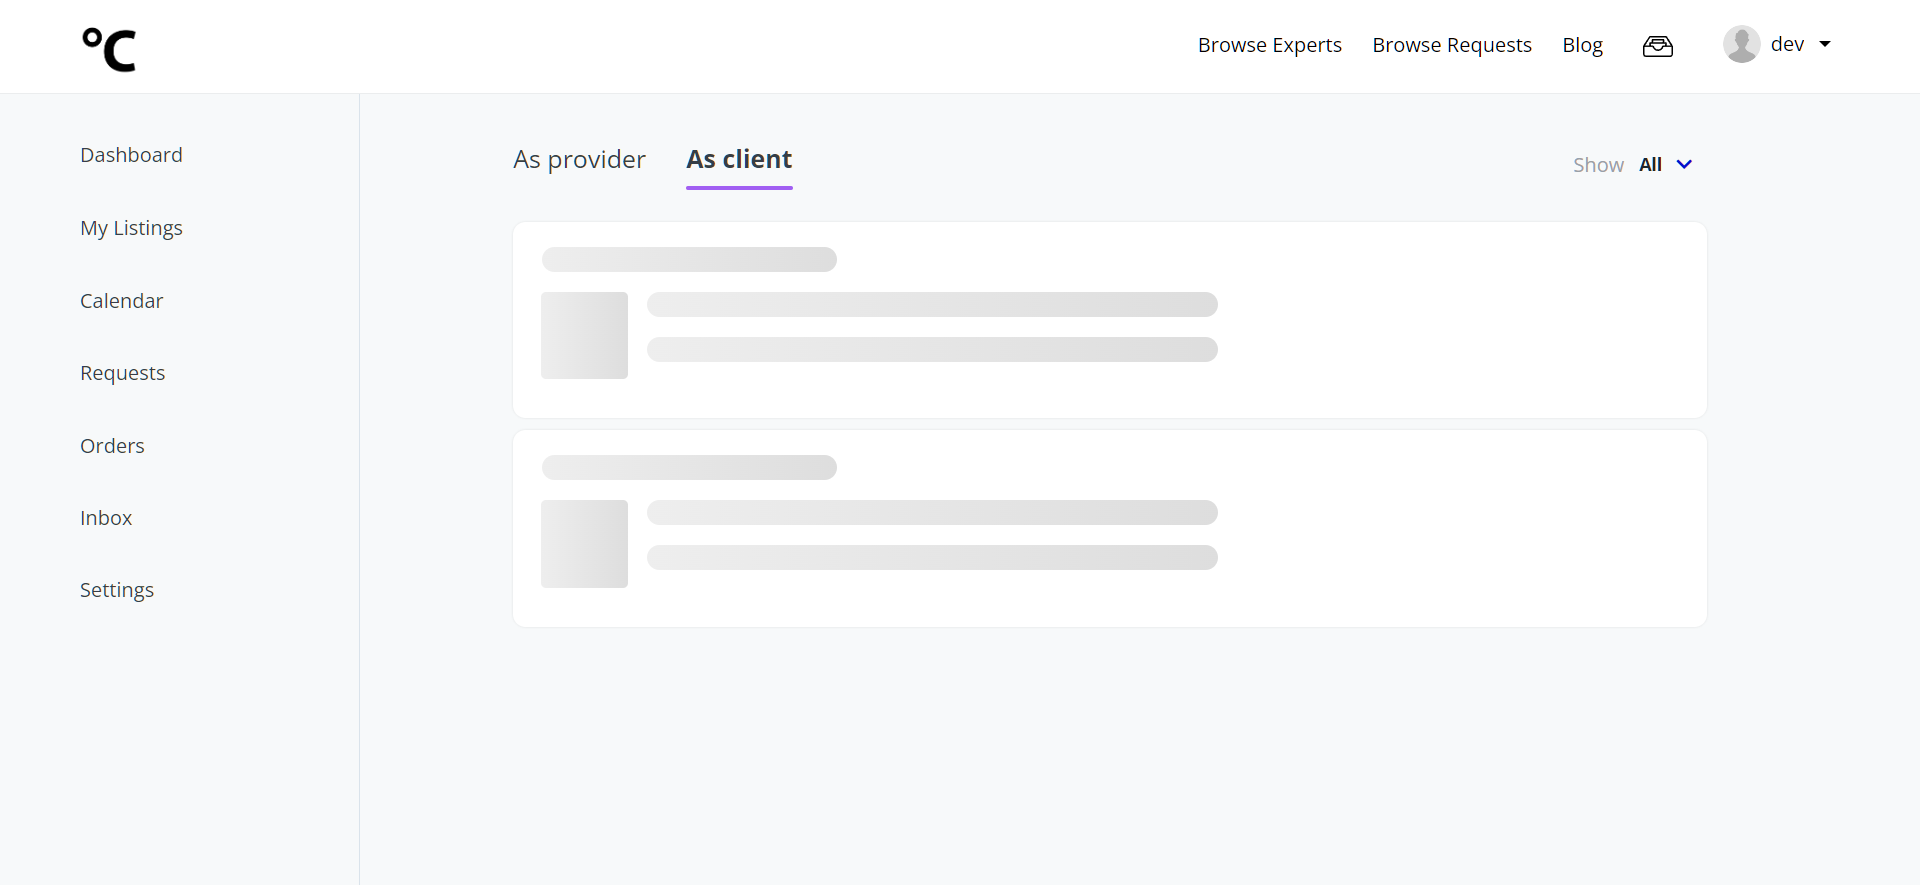 °C
Browse Experts
Browse Requests
Blog
dev
Dashboard
My Listings
Calendar
Requests
Orders
Inbox
Settings
As provider
As client
Show All